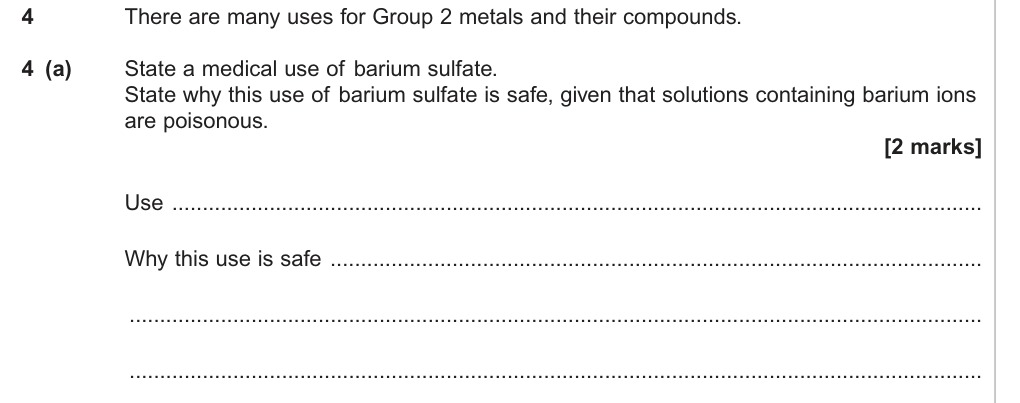 4 There are many uses for Group 2 metals and their compounds.
4 (a) State a medical use of barium sulfate.
State why this use of barium sulfate is safe, given that solutions containing barium ions
are poisonous.
[2 marks]
Use ................................................................................................................................
Why this use is safe ................................................................................................................................
................................................................................................................................
................................................................................................................................